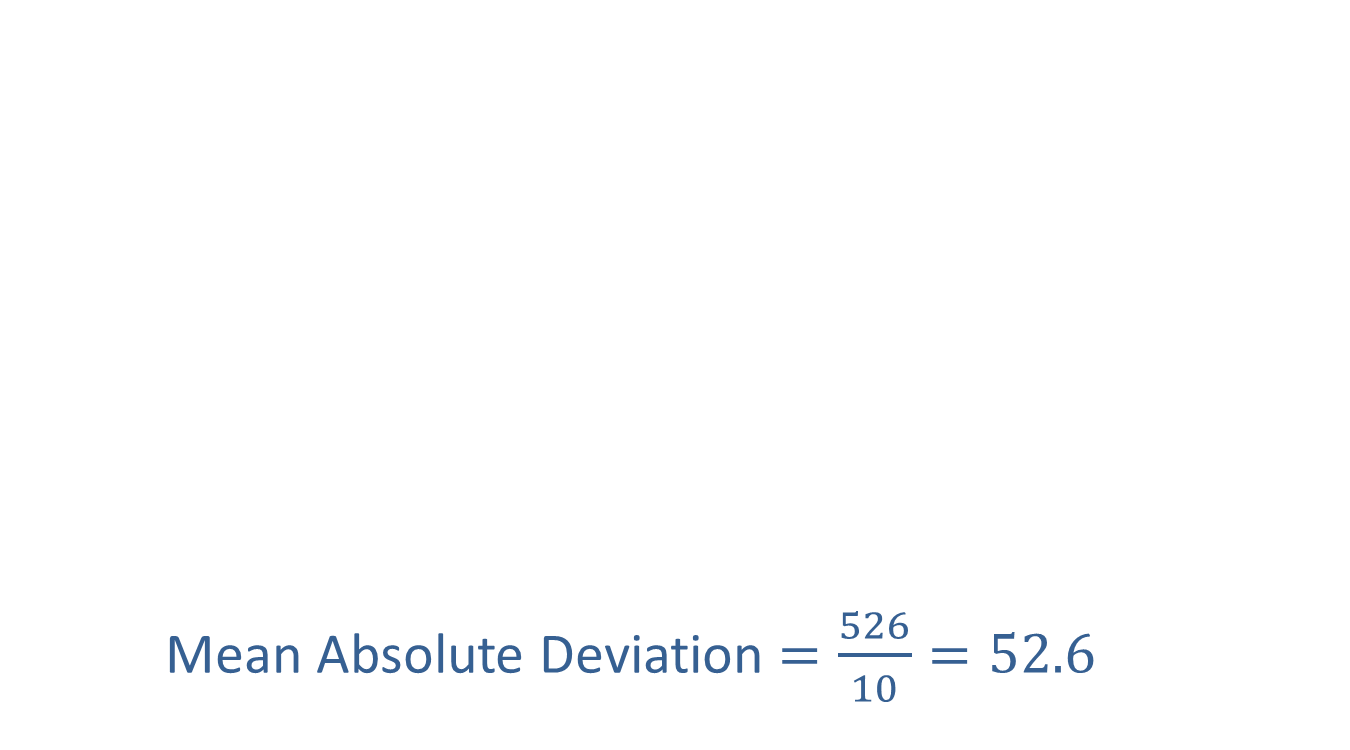 Mean Absolute Deviation = 526/10 = 52.6